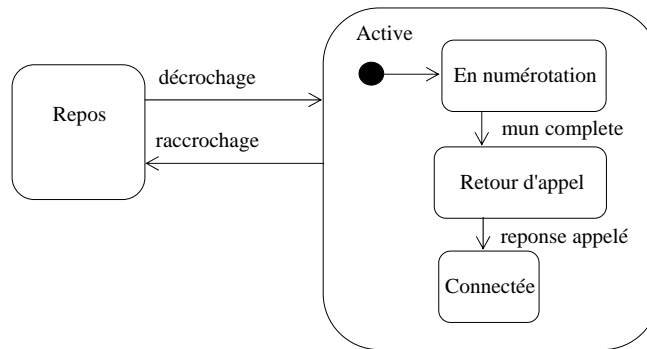 Active
En numérotation
décrochage
Repos
mun complete
raccrochage
Retour d'appel
reponse appelé
Connectée